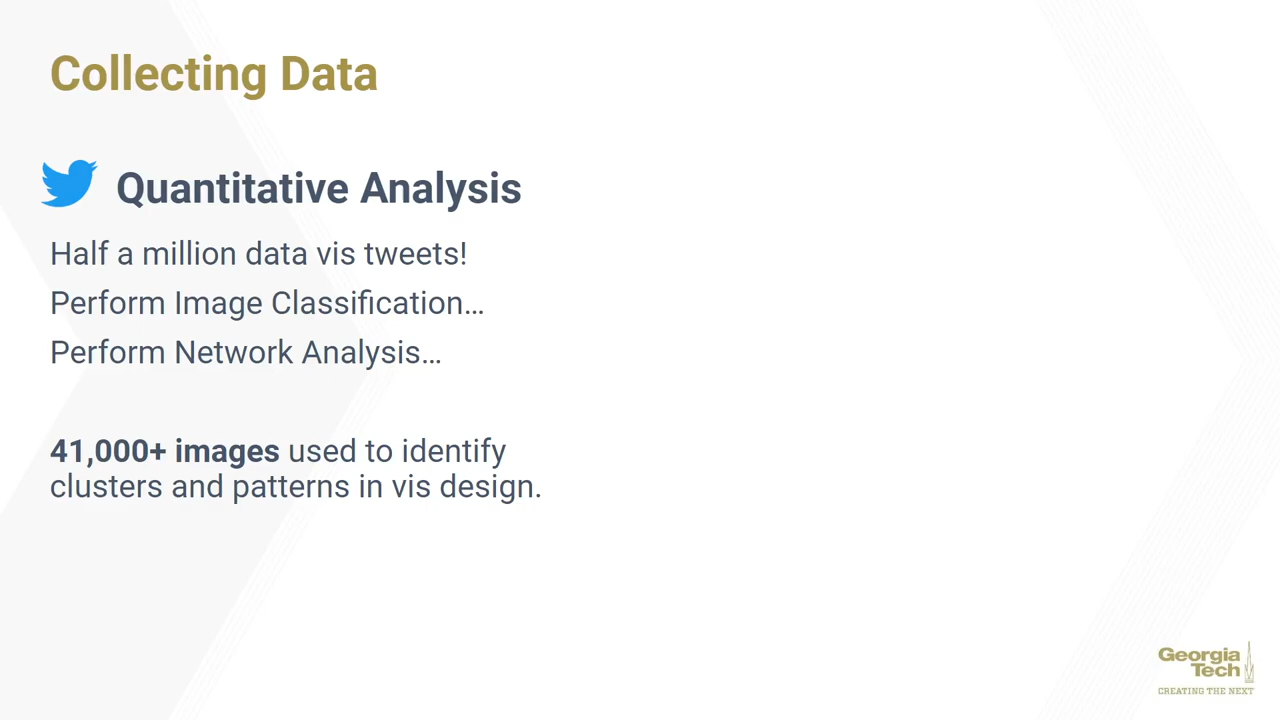 Collecting Data
Quantitative Analysis
Half a million data vis tweets!
Perform Image Classification…
Perform Network Analysis…
41,000+ images used to identify
clusters and patterns in vis design.
Georgia
Tech
CREATING THE NEXT